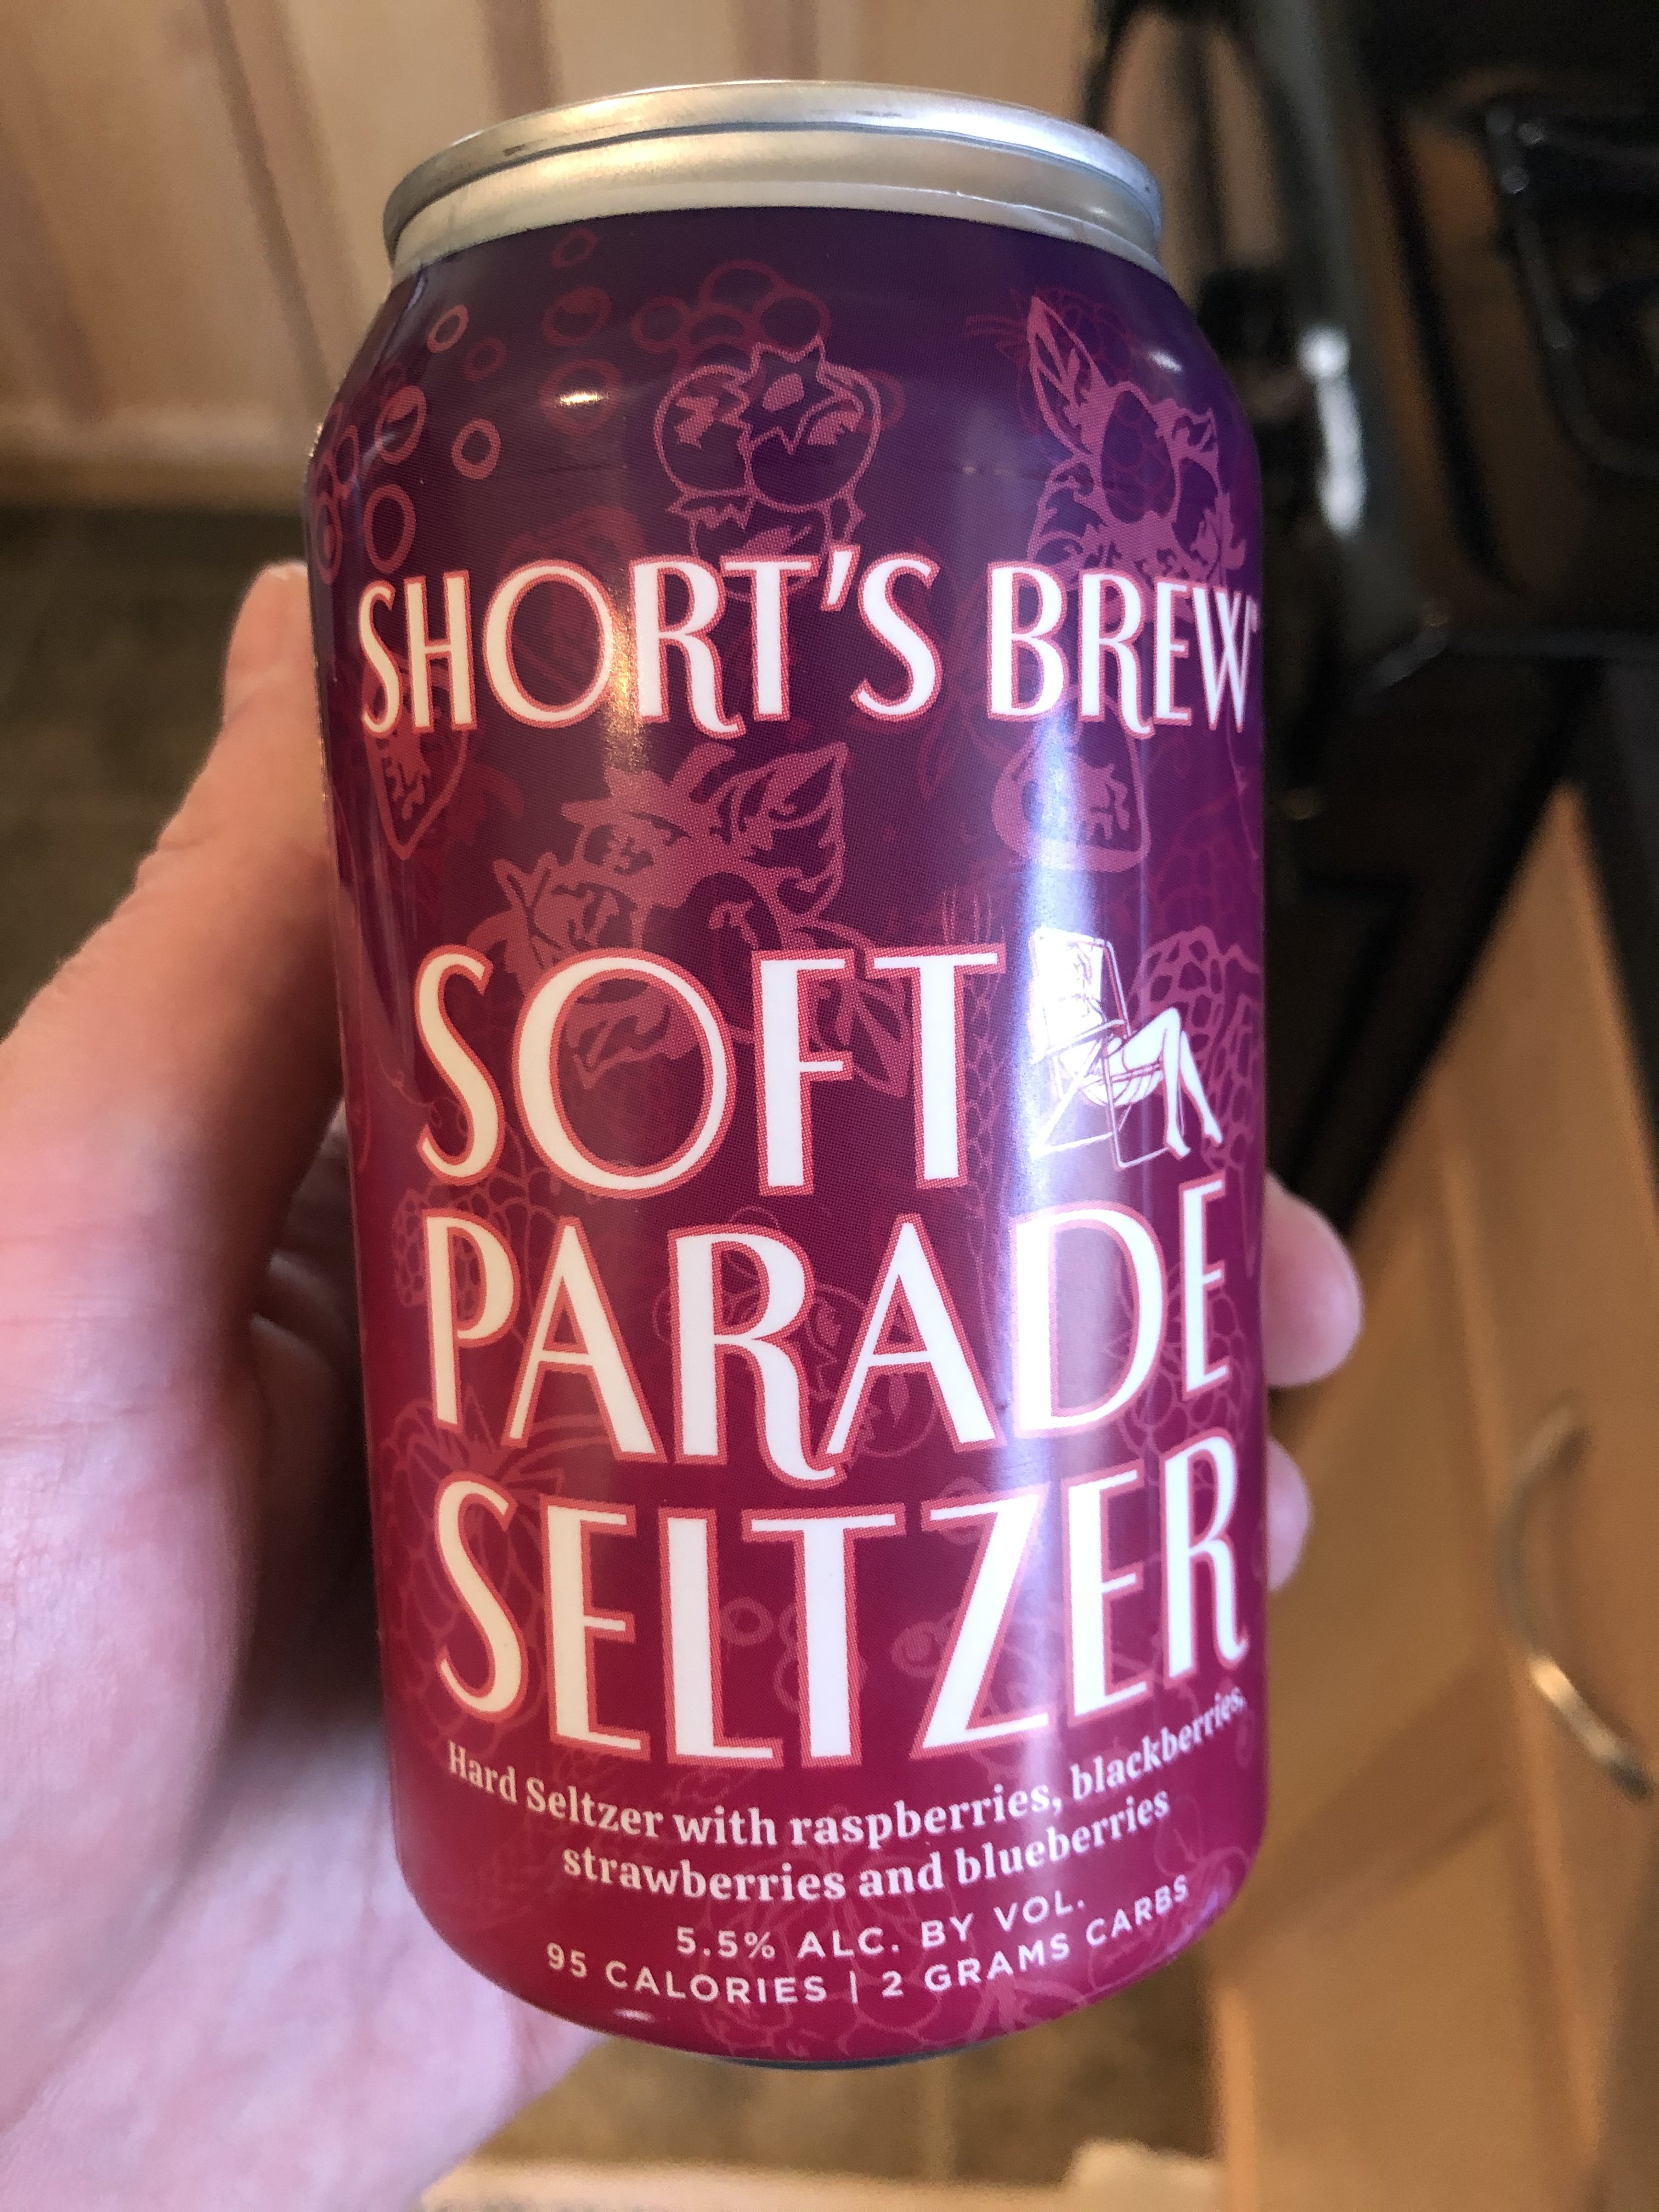 SHORT'S BREW
SOFT
PARADE
SELTZER
Hard Seltzer with raspberries, blackberries,
strawberries and blueberries
5.5% ALC. BY VOL.
95 CALORIES | 2 GRAMS CARBS